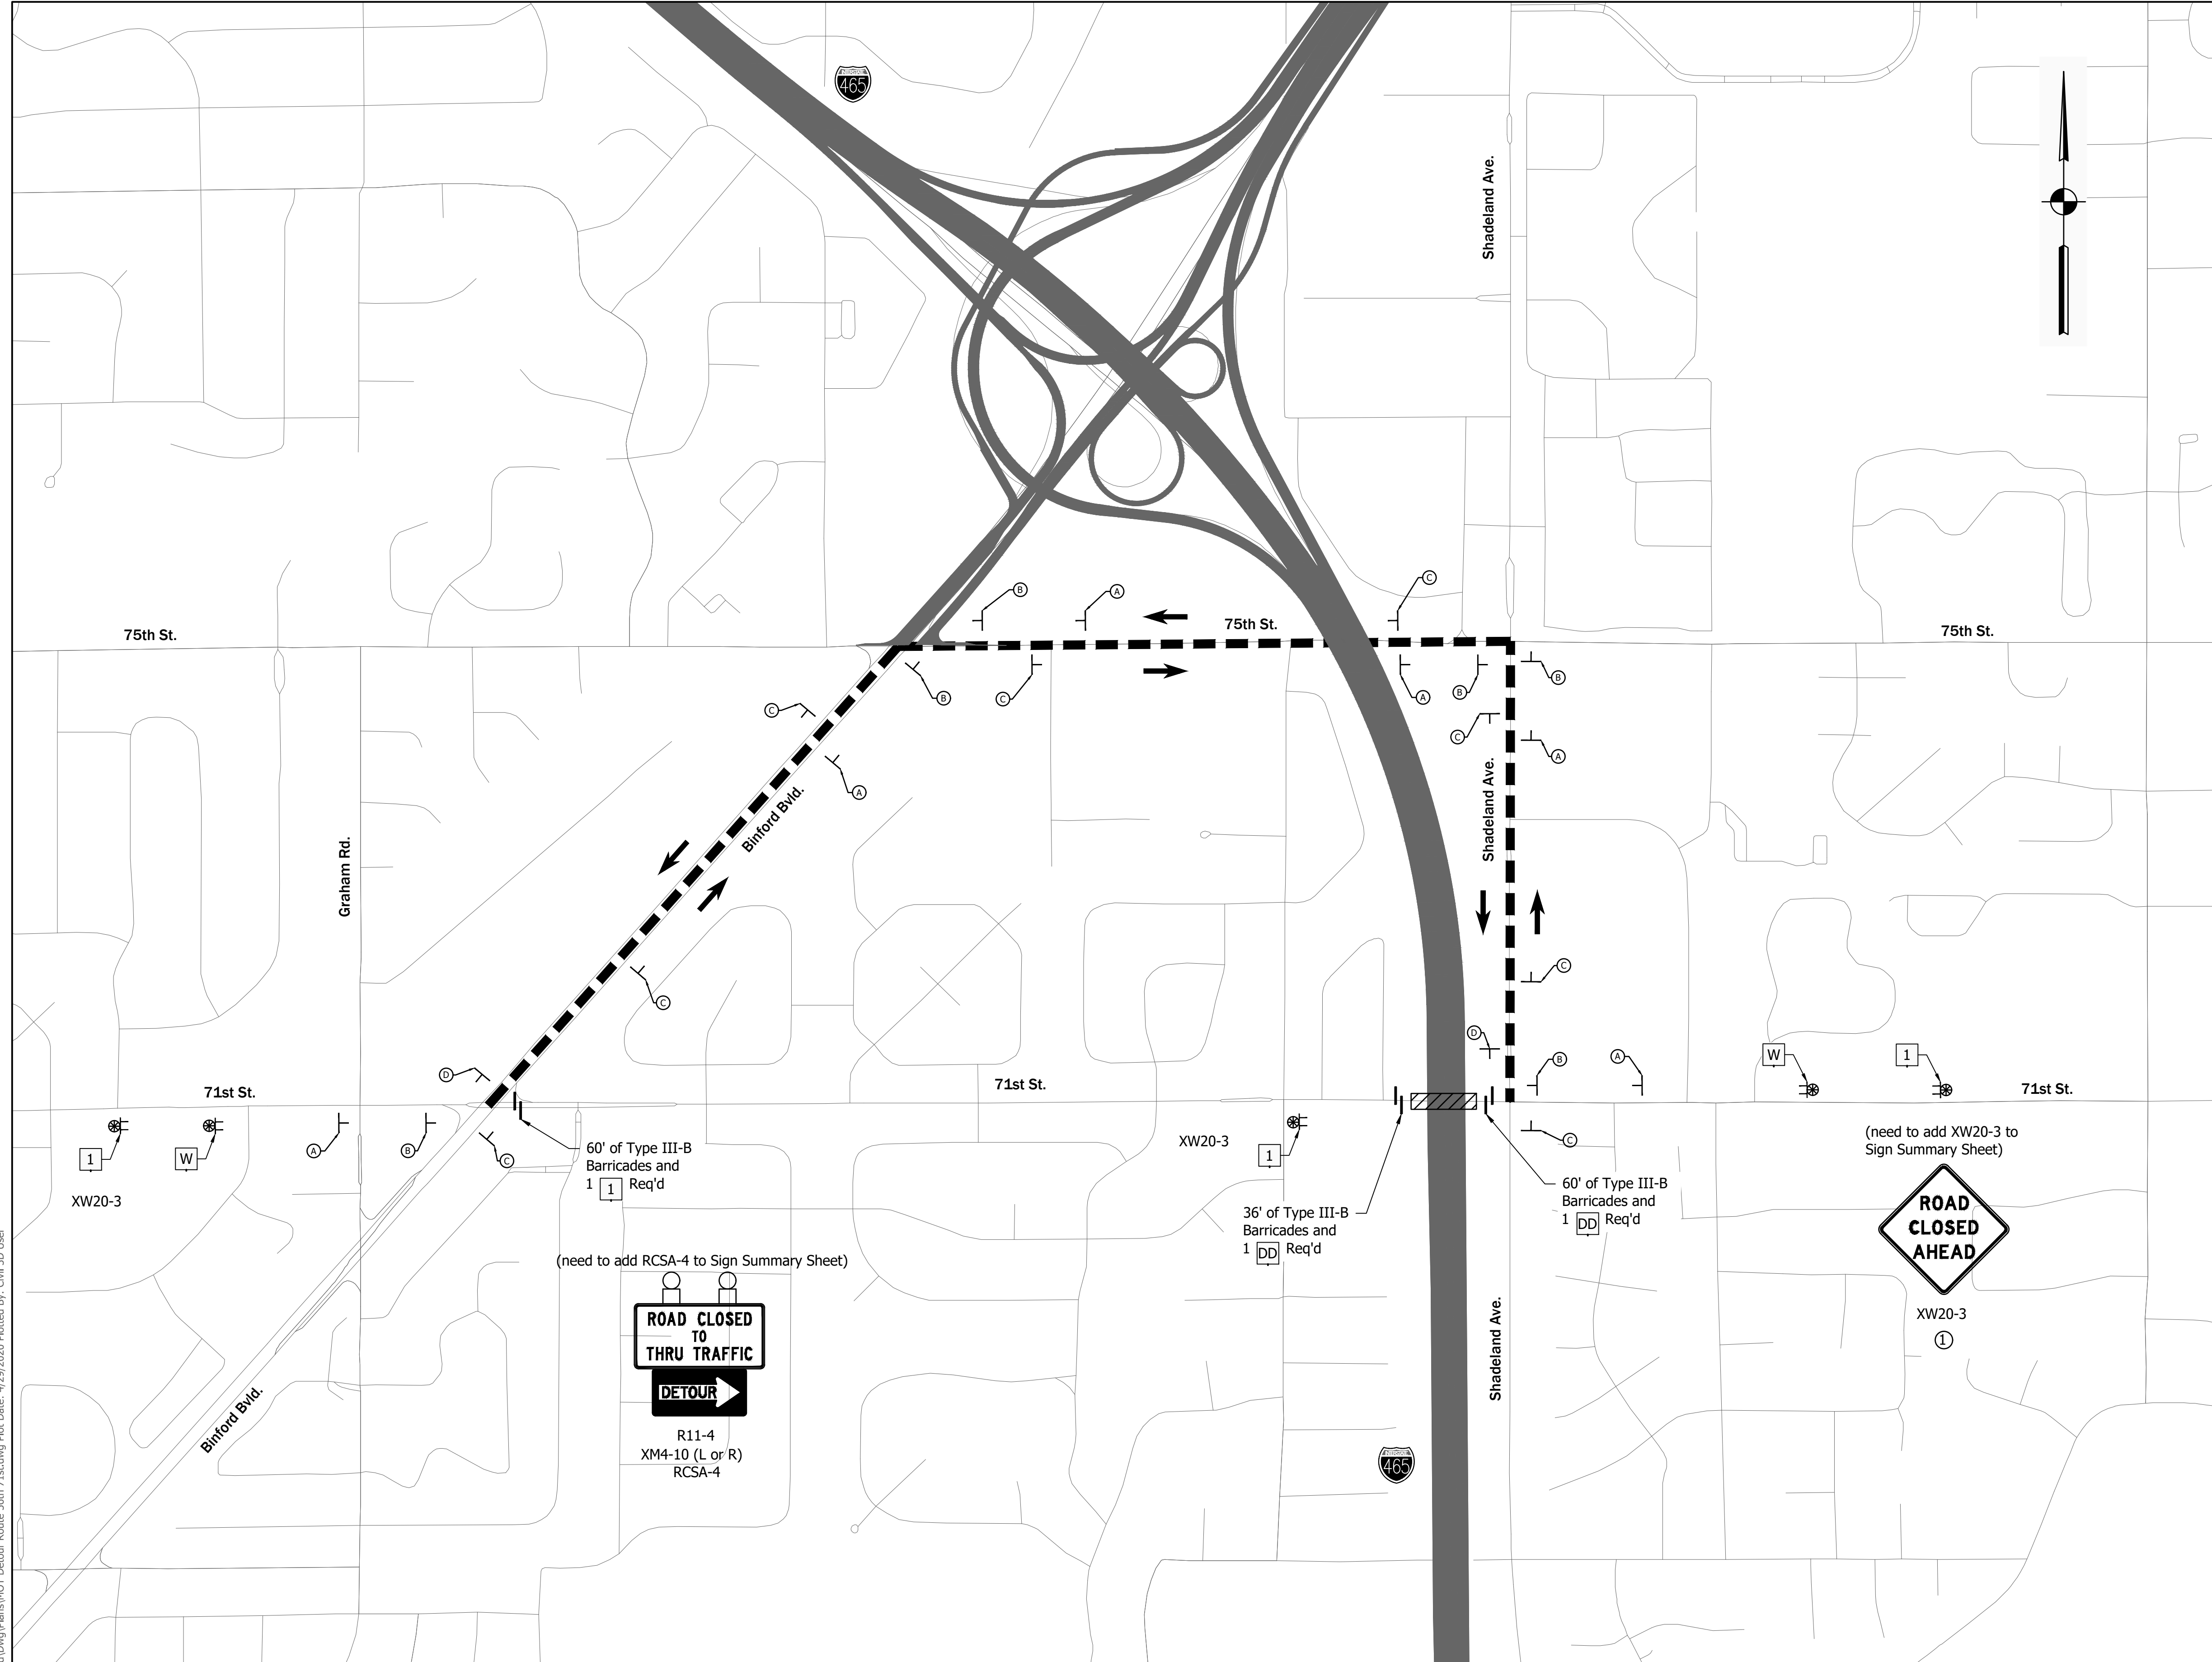 INTERSTATE
465
Shadeland Ave.
B
A
C
75th St.
75th St.
75th St.
B
C
A
B
B
C
C
A
A
Binford Bvld.
Shadeland Ave.
Graham Rd.
C
C
D
D
B
A
W
1
71st St.
71st St.
71st St.
1
W
A
B
C
XW20-3
60' of Type III-B
Barricades and
1 1 Req'd
XW20-3
1
C
36' of Type III-B
Barricades and
1 DD Req'd
60' of Type III-B
Barricades and
1 DD Req'd
(need to add XW20-3 to
Sign Summary Sheet)
ROAD
CLOSED
AHEAD
XW20-3
1
(need to add RCSA-4 to Sign Summary Sheet)
ROAD CLOSED
TO
THRU TRAFFIC
DETOUR
R11-4
XM4-10 (L or R)
RCSA-4
Binford Bvld.
Shadeland Ave.
INTERSTATE
465